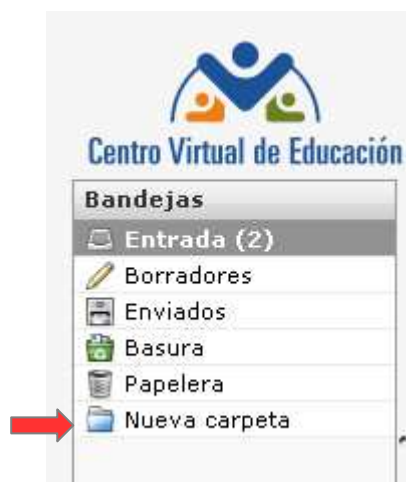 Centro Virtual de Educación
Bandejas
Entrada (2)
Borradores
Enviados
Basura
Papelera
Nueva carpeta